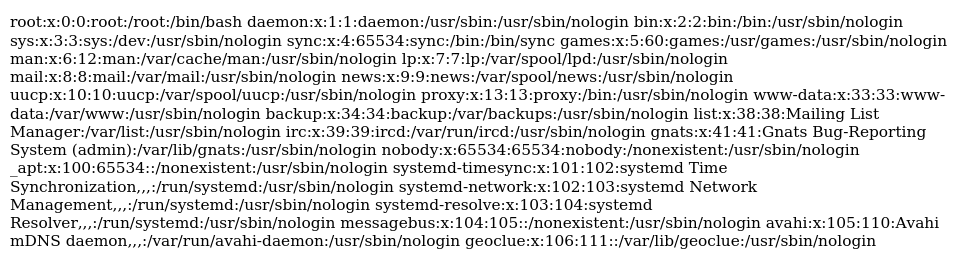 root:x:0:0:root:/root:/bin/bash daemon:x:1:1:daemon:/usr/sbin:/usr/sbin/nologin bin:x:2:2:bin:/bin:/usr/sbin/nologin
sys:x:3:3:sys:/dev:/usr/sbin/nologin sync:x:4:65534:sync:/bin:/bin/sync games:x:5:60:games:/usr/games:/usr/sbin/nologin
man:x:6:12:man:/var/cache/man:/usr/sbin/nologin lp:x:7:7:lp:/var/spool/lpd:/usr/sbin/nologin
mail:x:8:8:mail:/var/mail:/usr/sbin/nologin news:x:9:9:news:/var/spool/news:/usr/sbin/nologin
uucp:x:10:10:uucp:/var/spool/uucp:/usr/sbin/nologin proxy:x:13:13:proxy:/bin:/usr/sbin/nologin www-data:x:33:33:www-
data:/var/www:/usr/sbin/nologin backup:x:34:34:backup:/var/backups:/usr/sbin/nologin list:x:38:38:Mailing List
Manager:/var/list:/usr/sbin/nologin irc:x:39:39:ircd:/var/run/ircd:/usr/sbin/nologin gnats:x:41:41:Gnats Bug-Reporting
System (admin):/var/lib/gnats:/usr/sbin/nologin nobody:x:65534:65534:nobody:/nonexistent:/usr/sbin/nologin
_apt:x:100:65534::/nonexistent:/usr/sbin/nologin systemd-timesync:x:101:102:systemd Time
Synchronization,,,:/run/systemd:/usr/sbin/nologin systemd-network:x:102:103:systemd Network
Management,,,:/run/systemd:/usr/sbin/nologin systemd-resolve:x:103:104:systemd
Resolver,,,:/run/systemd:/usr/sbin/nologin messagebus:x:104:105::/nonexistent:/usr/sbin/nologin avahi:x:105:110:Avahi
mDNS daemon,,,:/var/run/avahi-daemon:/usr/sbin/nologin geoclue:x:106:111::/var/lib/geoclue:/usr/sbin/nologin